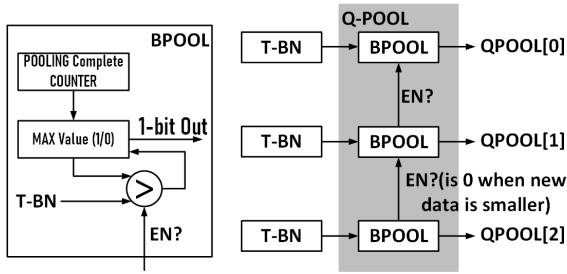 BPOOL
POOLING Complete
COUNTER
MAX Value (1/0)
1-bit Out
T-BN
>
EN?
Q-POOL
T-BN
BPOOL
QPOOL[0]
EN?
T-BN
BPOOL
QPOOL[1]
EN?(is 0 when new
data is smaller)
T-BN
BPOOL
QPOOL[2]